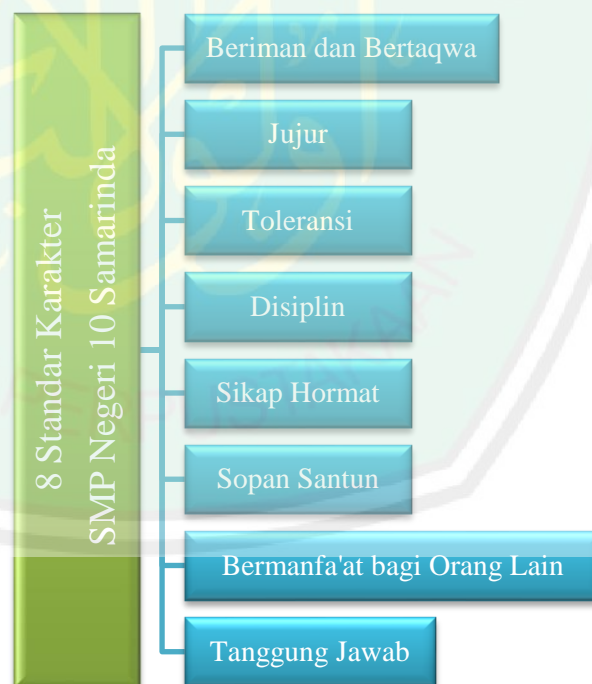 8 Standar Karakter
SMP Negeri 10 Samarinda
Beriman dan Bertaqwa
Jujur
Toleransi
Disiplin
Sikap Hormat
Sopan Santun
Bermanfa'at bagi Orang Lain
Tanggung Jawab
PERPUSTAKAAN